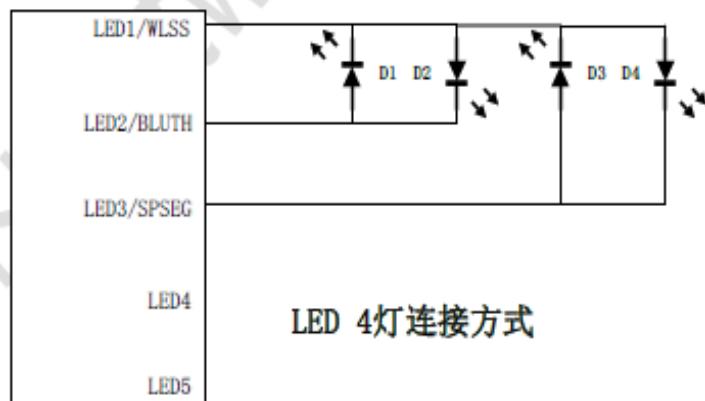 LED1/WLSS
D1 D2
D3 D4
LED2/BLUTH
LED3/SPSEG
LED4
LED 4灯连接方式
LED5